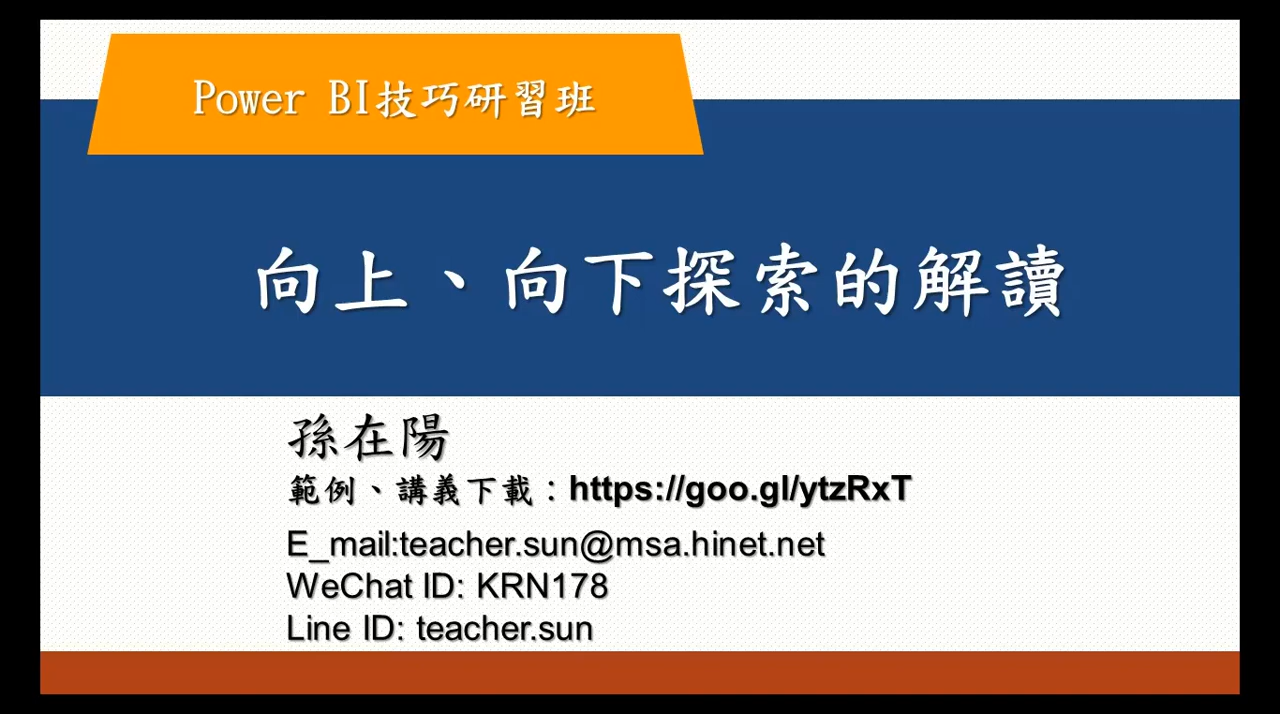 Power BI技巧研習班
向上、向下探索的解讀
孫在陽
範例、講義下載：https://goo.gl/ytzRxT
E_mail:teacher.sun@msa.hinet.net
WeChat ID: KRN178
Line ID: teacher.sun